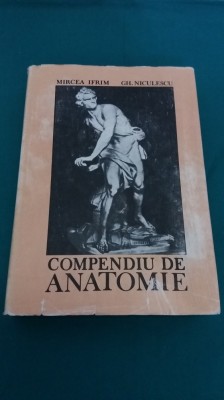 MIRCEA IFRIM GH. NICULESCU
COMPENDIU DE
ANATOMIE